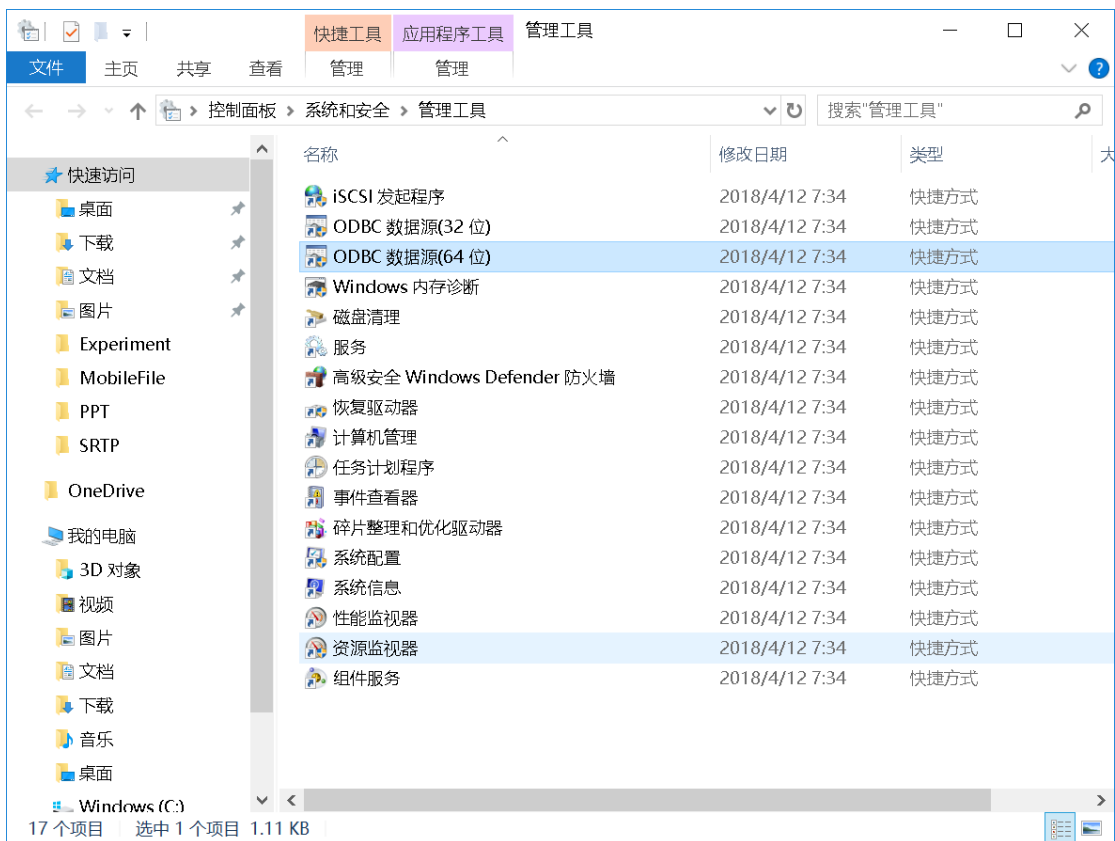 快捷工具 应用程序工具 管理工具
文件 主页 共享 查看 管理 管理
控制面板 系统和安全 管理工具 搜索"管理工具"
名称 修改日期 类型 大
快速访问
桌面
下载
文档
图片
Experiment
MobileFile
PPT
SRTP
OneDrive
我的电脑
3D 对象
视频
图片
文档
下载
音乐
桌面
Windows (C:)
iSCSI 发起程序 2018/4/12 7:34 快捷方式
ODBC 数据源(32 位) 2018/4/12 7:34 快捷方式
ODBC 数据源(64 位) 2018/4/12 7:34 快捷方式
Windows 内存诊断 2018/4/12 7:34 快捷方式
磁盘清理 2018/4/12 7:34 快捷方式
服务 2018/4/12 7:34 快捷方式
高级安全 Windows Defender 防火墙 2018/4/12 7:34 快捷方式
恢复驱动器 2018/4/12 7:34 快捷方式
计算机管理 2018/4/12 7:34 快捷方式
任务计划程序 2018/4/12 7:34 快捷方式
事件查看器 2018/4/12 7:34 快捷方式
碎片整理和优化驱动器 2018/4/12 7:34 快捷方式
系统配置 2018/4/12 7:34 快捷方式
系统信息 2018/4/12 7:34 快捷方式
性能监视器 2018/4/12 7:34 快捷方式
资源监视器 2018/4/12 7:34 快捷方式
组件服务 2018/4/12 7:34 快捷方式
17 个项目 选中 1 个项目 1.11 KB